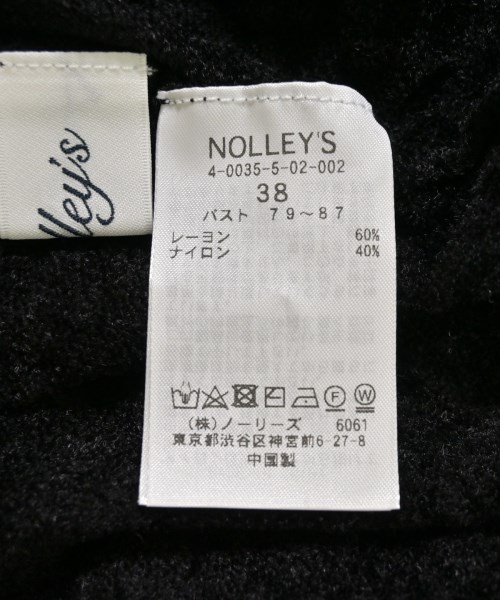 lley's
NOLLEY'S
4-0035-5-02-002
38
バスト 79～87
レーヨン 60%
ナイロン 40%
F W
(株)ノーリーズ 6061
東京都渋谷区神宮前6-27-8
中国製